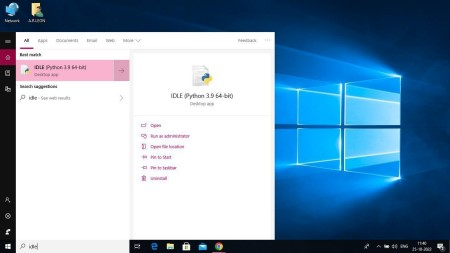 Network
A.R.LEON
All
Apps
Documents
Email
Web
More
Feedback
Best match
IDLE (Python 3.9 64-bit)
Desktop app
Search suggestions
idle - See web results
IDLE (Python 3.9 64-bit)
Desktop app
Open
Run as administrator
Open file location
Pin to Start
Pin to taskbar
Uninstall
idle
ENG
11:40
25-10-2022